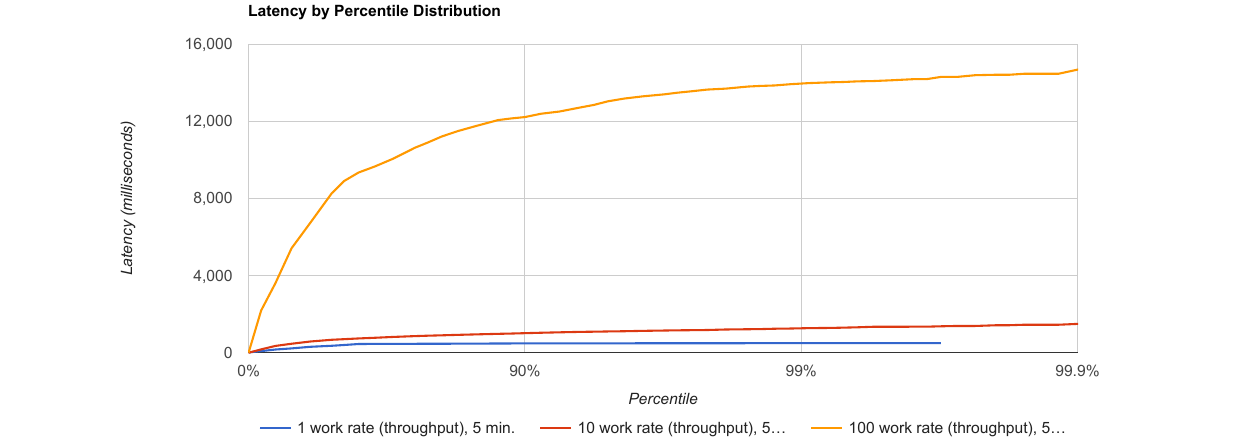 Latency by Percentile Distribution
16,000
12,000
8,000
4,000
0
Latency (milliseconds)
0%
90%
99%
99.9%
Percentile
1 work rate (throughput), 5 min.
10 work rate (throughput), 5…
100 work rate (throughput), 5…